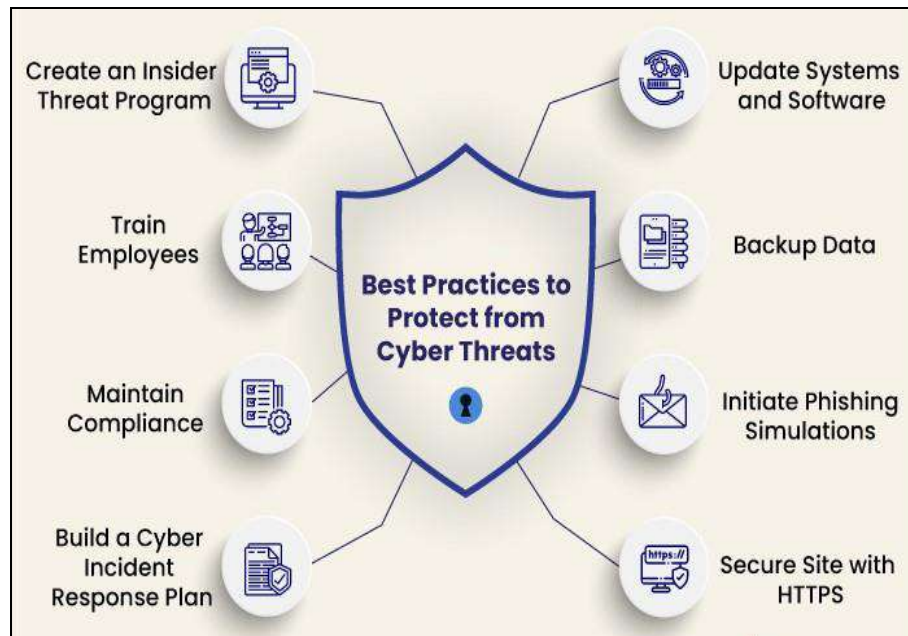 Create an Insider
Threat Program
Train
Employees
Maintain
Compliance
Build a Cyber
Incident
Response Plan
Best Practices to
Protect from
Cyber Threats
Update Systems
and Software
Backup Data
Initiate Phishing
Simulations
https://
Secure Site with
HTTPS